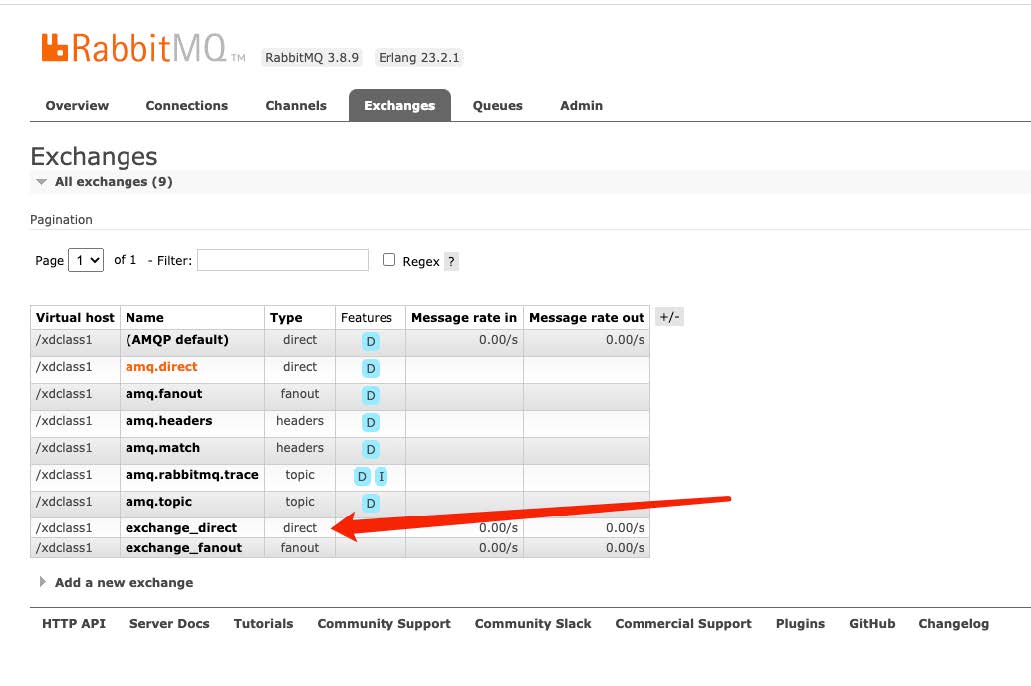 RabbitMQ TM RabbitMQ 3.8.9 Erlang 23.2.1
Overview Connections Channels Exchanges Queues Admin
Exchanges
All exchanges (9)
Pagination
Page 1 of 1 - Filter: Regex ?
Virtual host Name Type Features Message rate in Message rate out +/-
/xdclass1 (AMQP default) direct D 0.00/s 0.00/s
/xdclass1 amq.direct direct D
/xdclass1 amq.fanout fanout D
/xdclass1 amq.headers headers D
/xdclass1 amq.match headers D
/xdclass1 amq.rabbitmq.trace topic D I
/xdclass1 amq.topic topic D
/xdclass1 exchange_direct direct 0.00/s 0.00/s
/xdclass1 exchange_fanout fanout 0.00/s 0.00/s
Add a new exchange
HTTP API Server Docs Tutorials Community Support Community Slack Commercial Support Plugins GitHub Changelog